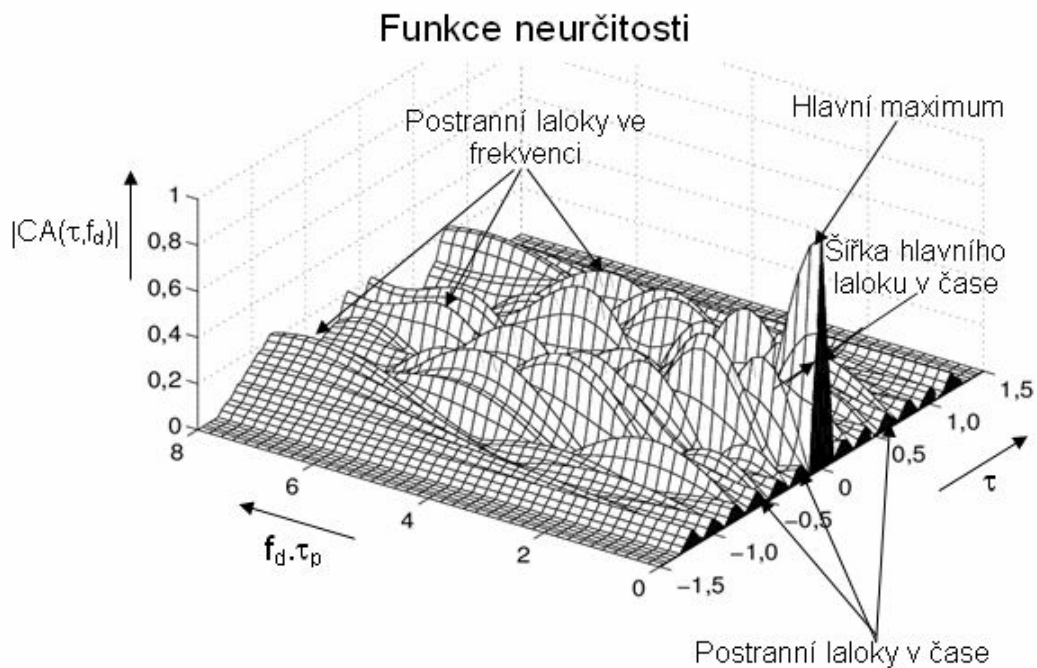 Funkce neurčitosti
Hlavní maximum
Postranní laloky ve
frekvenci
|CA(τ,f_d)|
Šířka hlavního
laloku v čase
1
0,8
0,6
0,4
0,2
0
8
6
4
2
0
f_d.τ_p
-1,5
-1,0
-0,5
0
0,5
1,0
1,5
τ
Postranní laloky v čase